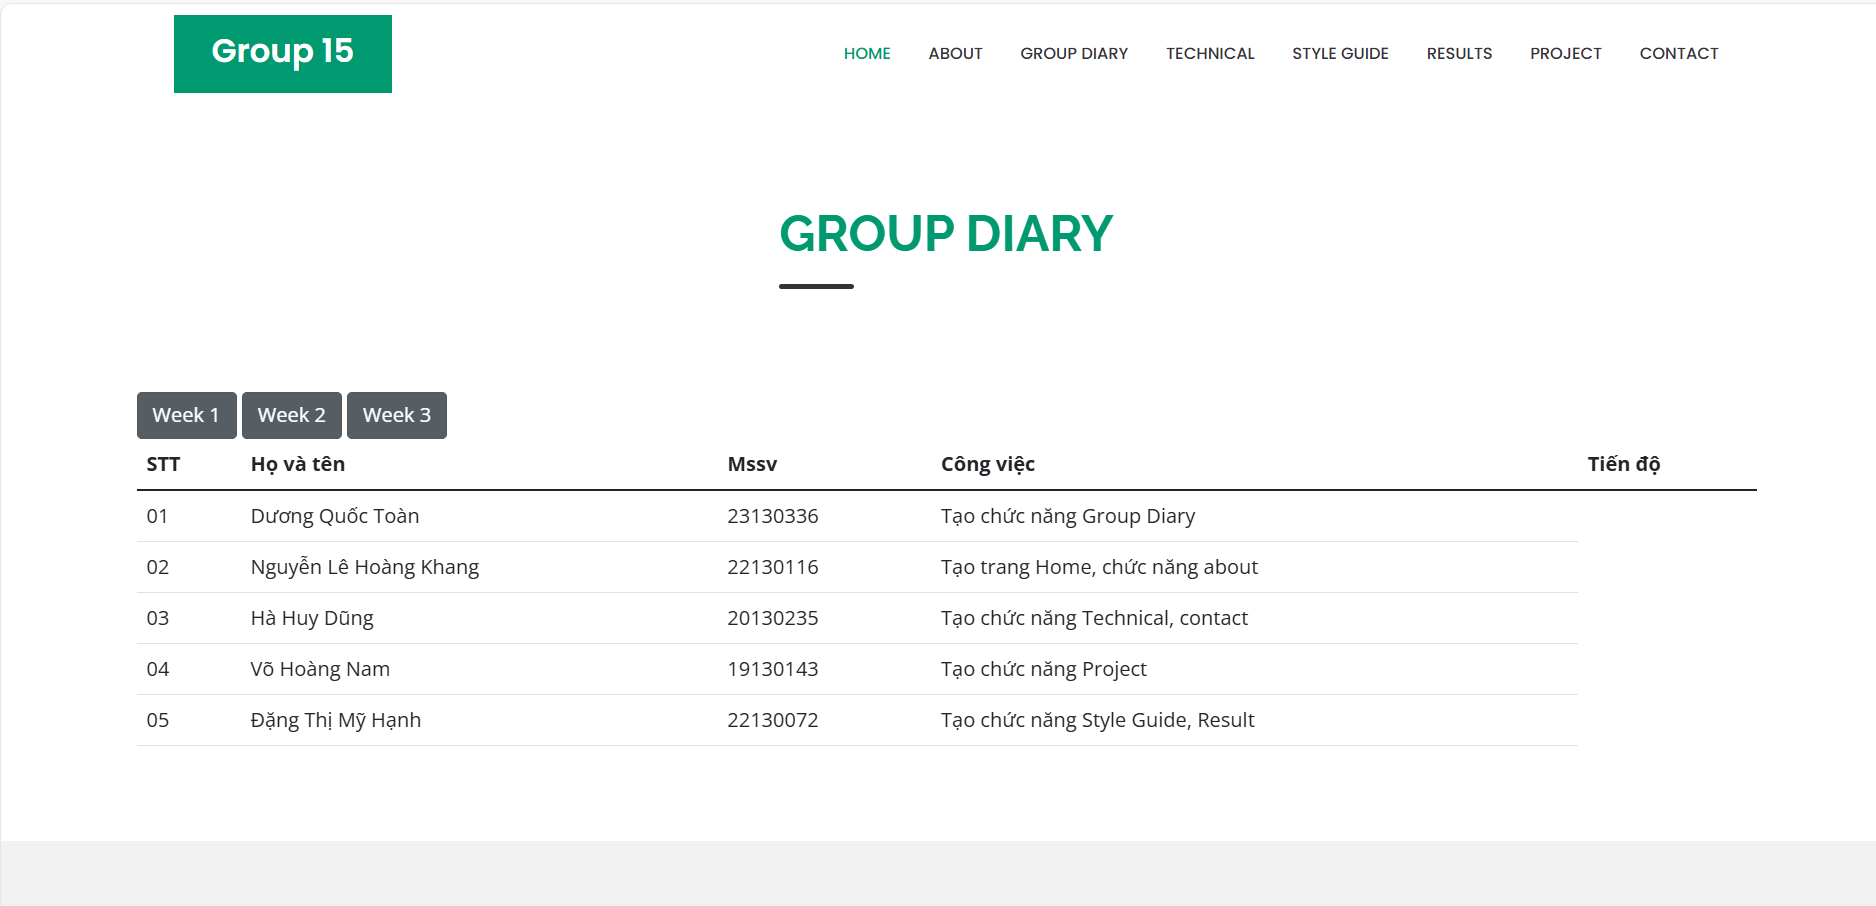 Group 15
HOME ABOUT GROUP DIARY TECHNICAL STYLE GUIDE RESULTS PROJECT CONTACT
GROUP DIARY
Week 1 Week 2 Week 3
STT Họ và tên Mssv Công việc Tiến độ
01 Dương Quốc Toàn 23130336 Tạo chức năng Group Diary
02 Nguyễn Lê Hoàng Khang 22130116 Tạo trang Home, chức năng about
03 Hà Huy Dũng 20130235 Tạo chức năng Technical, contact
04 Võ Hoàng Nam 19130143 Tạo chức năng Project
05 Đặng Thị Mỹ Hạnh 22130072 Tạo chức năng Style Guide, Result